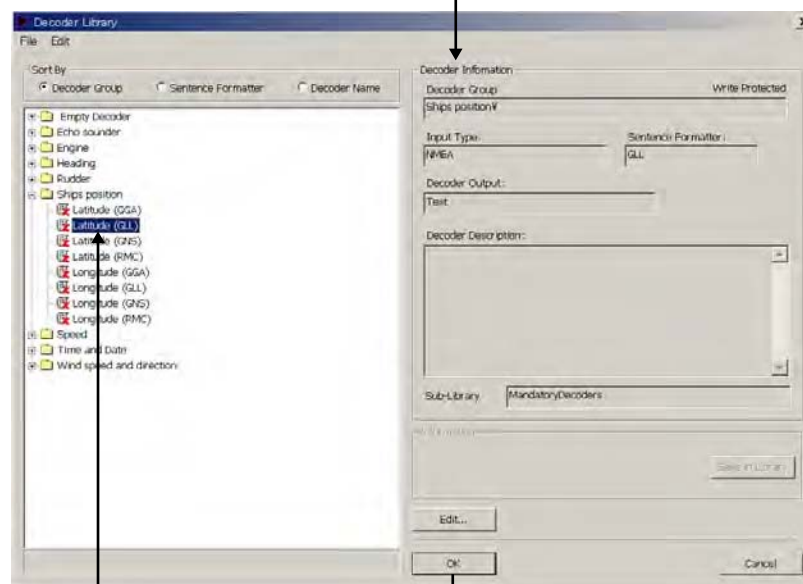 Decoder Library
File Edit
Sort By
Decoder Group Sentence Formatter Decoder Name
Empty Decoder
Echo sounder
Engine
Heading
Rudder
Ships position
Latitude (GGA)
Latitude (GLL)
Latitude (GNS)
Latitude (RMC)
Longitude (GGA)
Longitude (GLL)
Longitude (GNS)
Longitude (RMC)
Speed
Time and Date
Wind speed and direction
Decoder Information
Decoder Group Write Protected
Ships position¥
Input Type: Sentence Formatter:
NMEA GLL
Decoder Output:
Text
Decoder Description:
Sub-Library MandatoryDecoders
Save in Library
Edit...
OK Cancel